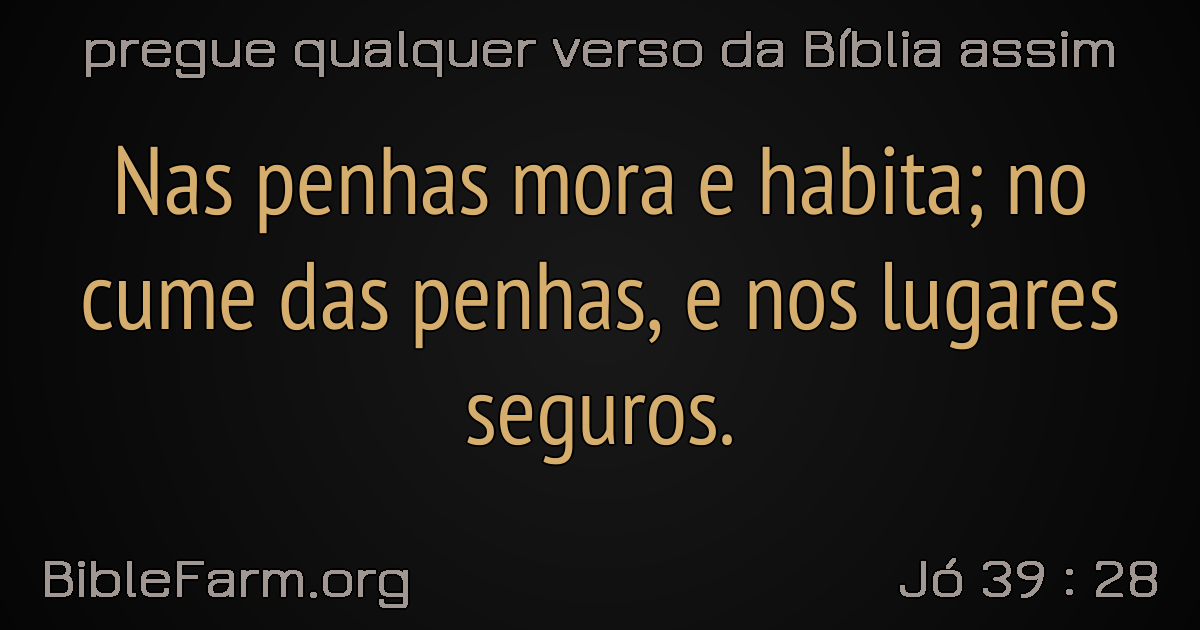 pregue qualquer verso da Bíblia assim
Nas penhas mora e habita; no
cume das penhas, e nos lugares
seguros.
BibleFarm.org
Jó 39 : 28